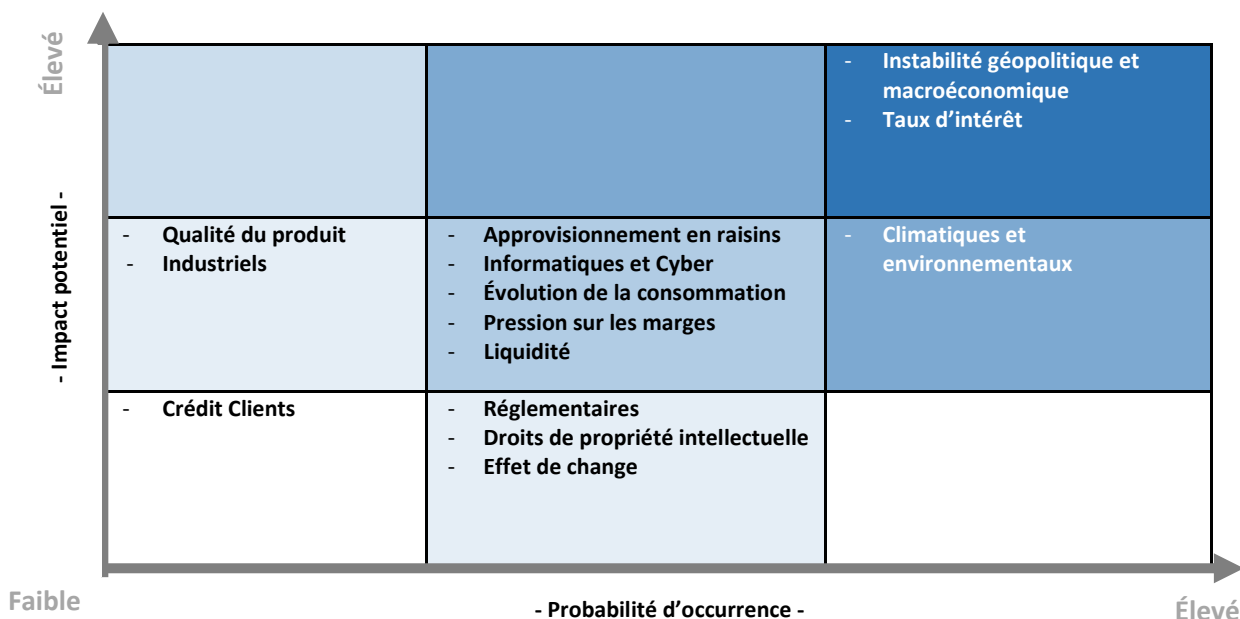 Élevé
- Impact potentiel -
- Instabilité géopolitique et
macroéconomique
- Taux d’intérêt
- Qualité du produit
- Industriels
- Approvisionnement en raisins
- Informatiques et Cyber
- Évolution de la consommation
- Pression sur les marges
- Liquidité
- Climatiques et
environnementaux
- Crédit Clients
- Réglementaires
- Droits de propriété intellectuelle
- Effet de change
Faible
- Probabilité d’occurrence -
Élevé